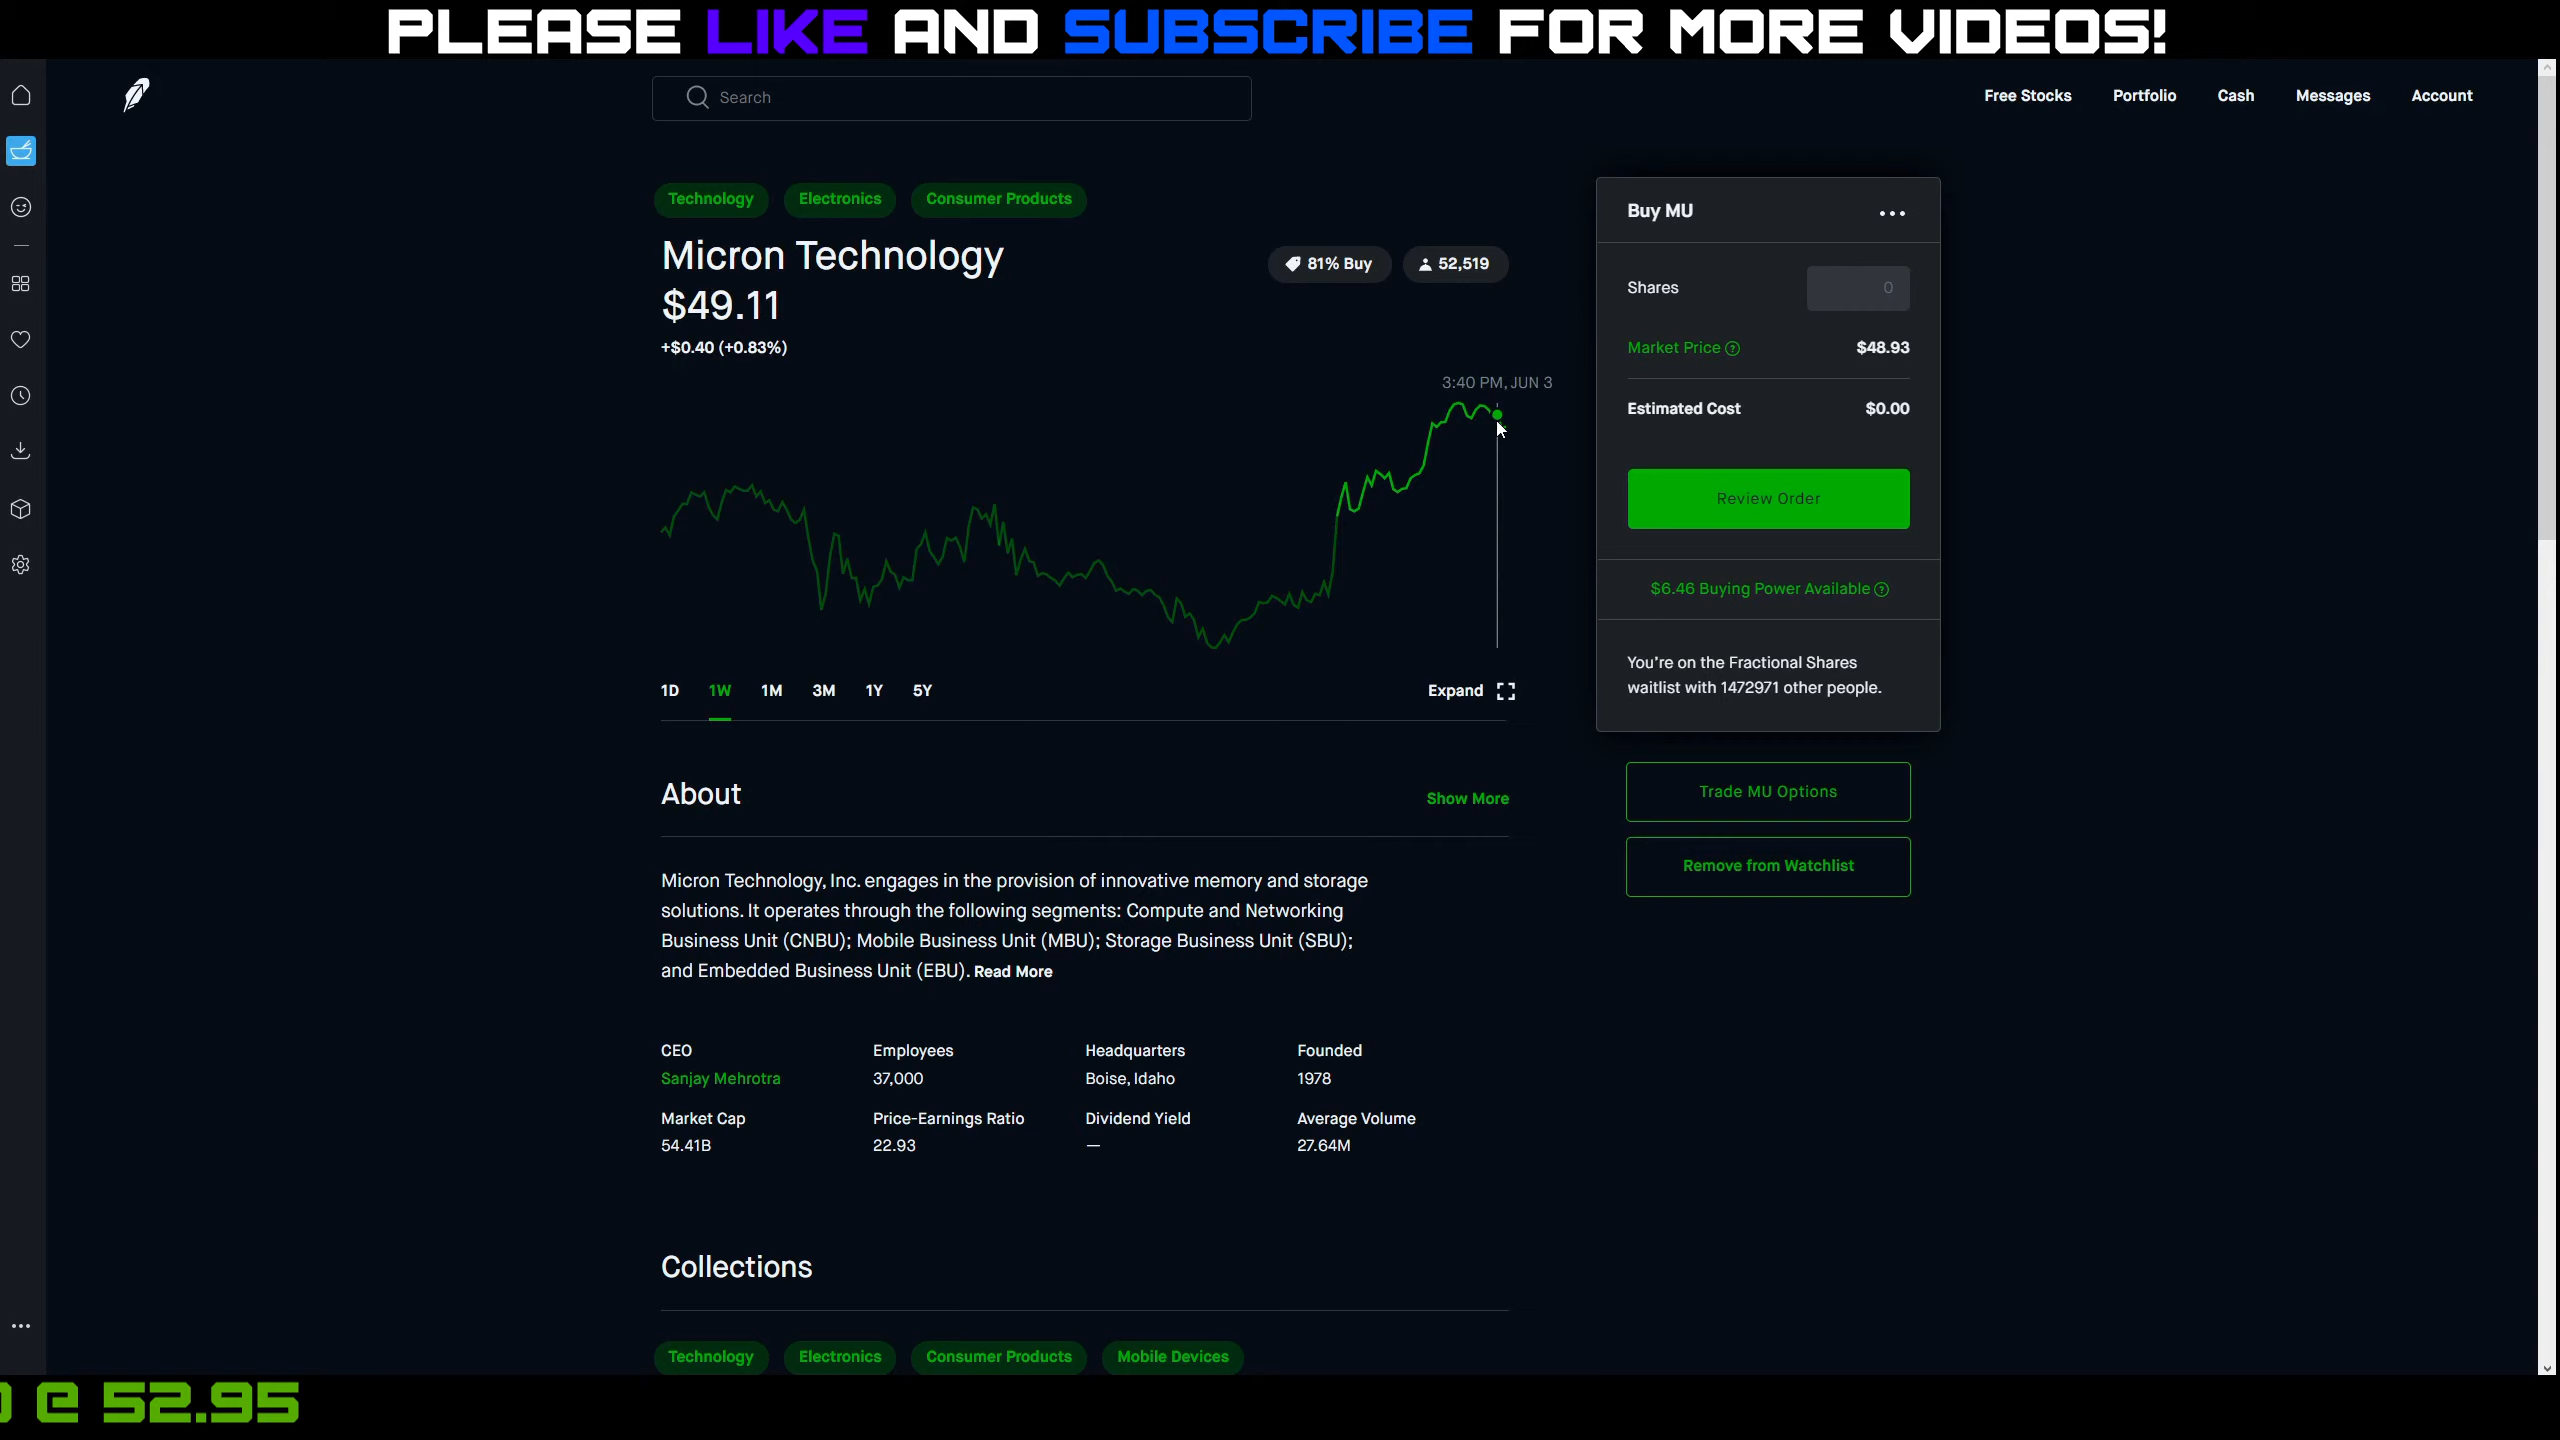 PLEASE LIKE AND SUBSCRIBE FOR MORE VIDEOS!
Search
Free Stocks
Portfolio
Cash
Messages
Account
Technology
Electronics
Consumer Products
Micron Technology
$49.11
+$0.40 (+0.83%)
81% Buy
52,519
3:40 PM, JUN 3
1D
1W
1M
3M
1Y
5Y
Expand
Buy MU
Shares
0
Market Price
$48.93
Estimated Cost
$0.00
Review Order
$6.46 Buying Power Available
You're on the Fractional Shares
waitlist with 1472971 other people.
Trade MU Options
Remove from Watchlist
About
Show More
Micron Technology, Inc. engages in the provision of innovative memory and storage
solutions. It operates through the following segments: Compute and Networking
Business Unit (CNBU); Mobile Business Unit (MBU); Storage Business Unit (SBU);
and Embedded Business Unit (EBU). Read More
CEO
Sanjay Mehrotra
Employees
37,000
Headquarters
Boise, Idaho
Founded
1978
Market Cap
54.41B
Price-Earnings Ratio
22.93
Dividend Yield
—
Average Volume
27.64M
Collections
Technology
Electronics
Consumer Products
Mobile Devices
@ 52.95